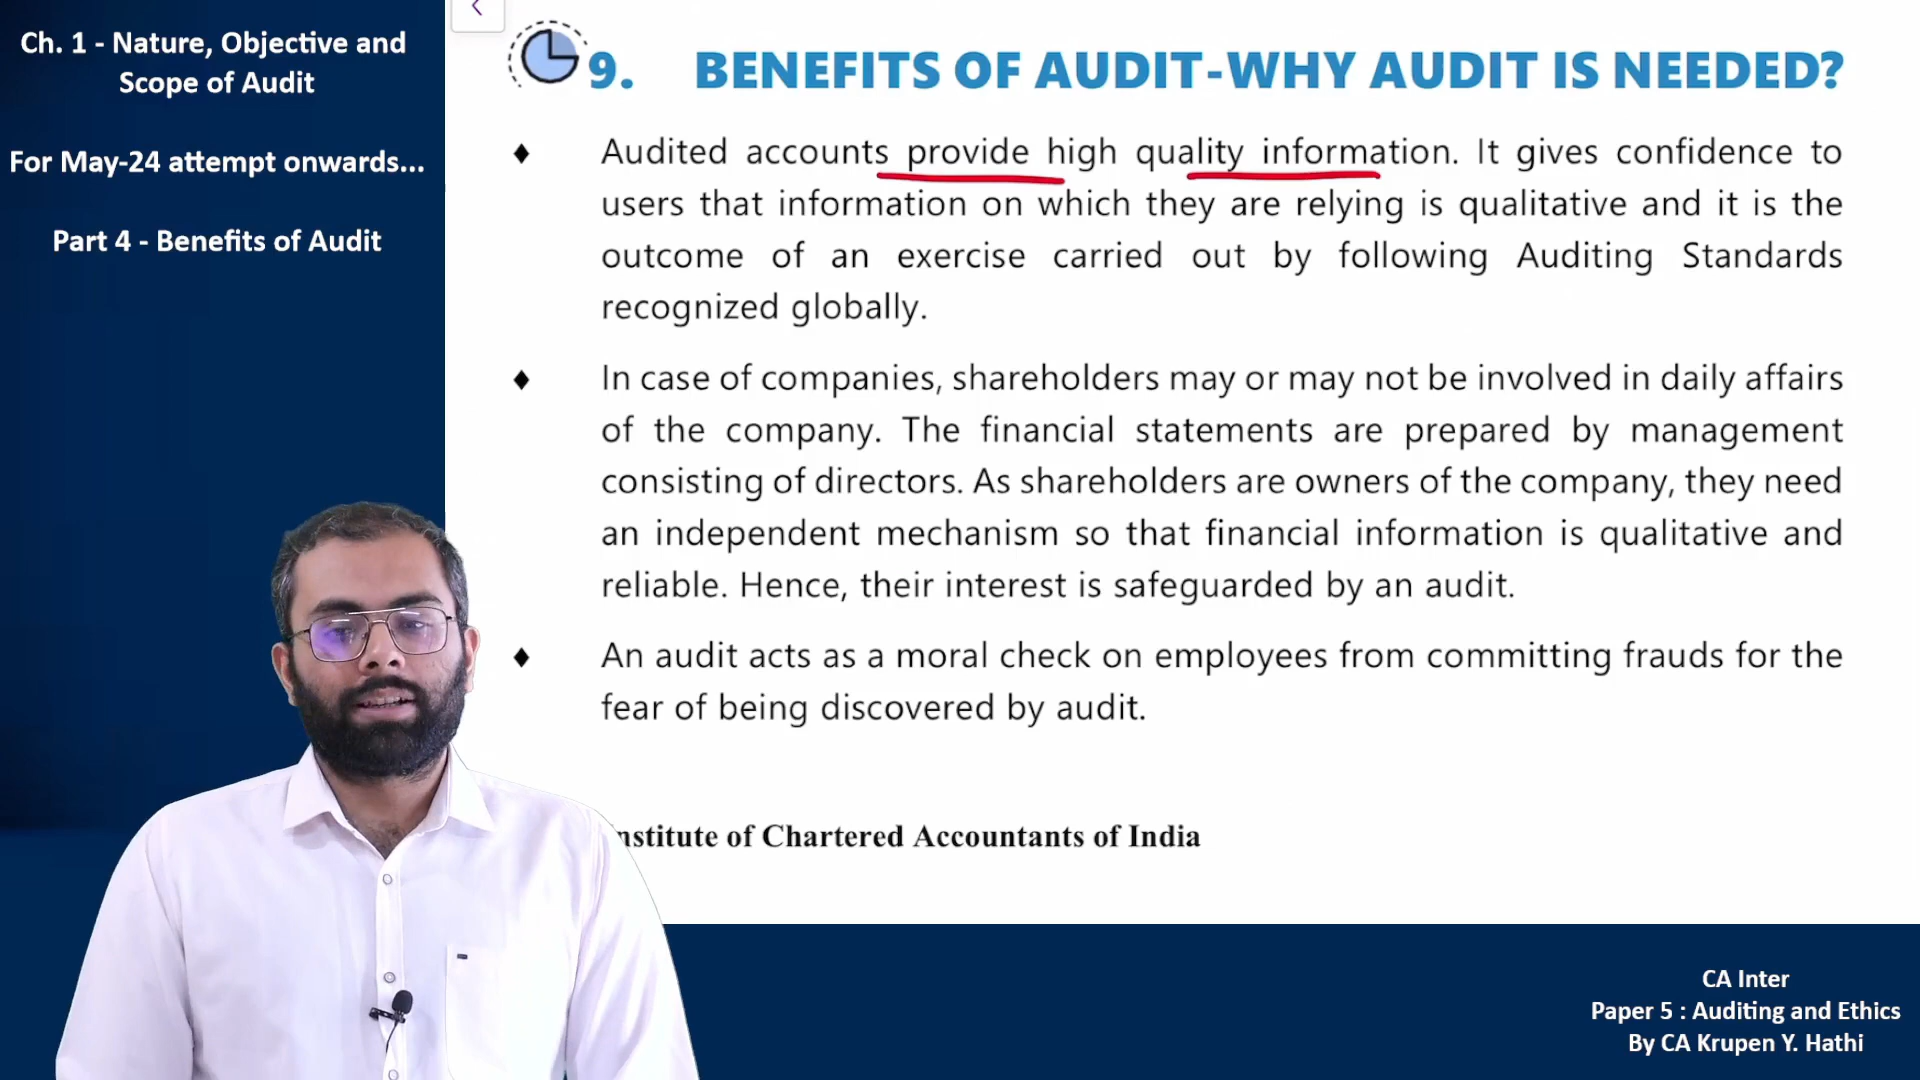 Ch. 1 - Nature, Objective and
Scope of Audit
For May-24 attempt onwards...
Part 4 - Benefits of Audit
9. BENEFITS OF AUDIT-WHY AUDIT IS NEEDED?
♦ Audited accounts provide high quality information. It gives confidence to
users that information on which they are relying is qualitative and it is the
outcome of an exercise carried out by following Auditing Standards
recognized globally.
♦ In case of companies, shareholders may or may not be involved in daily affairs
of the company. The financial statements are prepared by management
consisting of directors. As shareholders are owners of the company, they need
an independent mechanism so that financial information is qualitative and
reliable. Hence, their interest is safeguarded by an audit.
♦ An audit acts as a moral check on employees from committing frauds for the
fear of being discovered by audit.
nstitute of Chartered Accountants of India
CA Inter
Paper 5 : Auditing and Ethics
By CA Krupen Y. Hathi